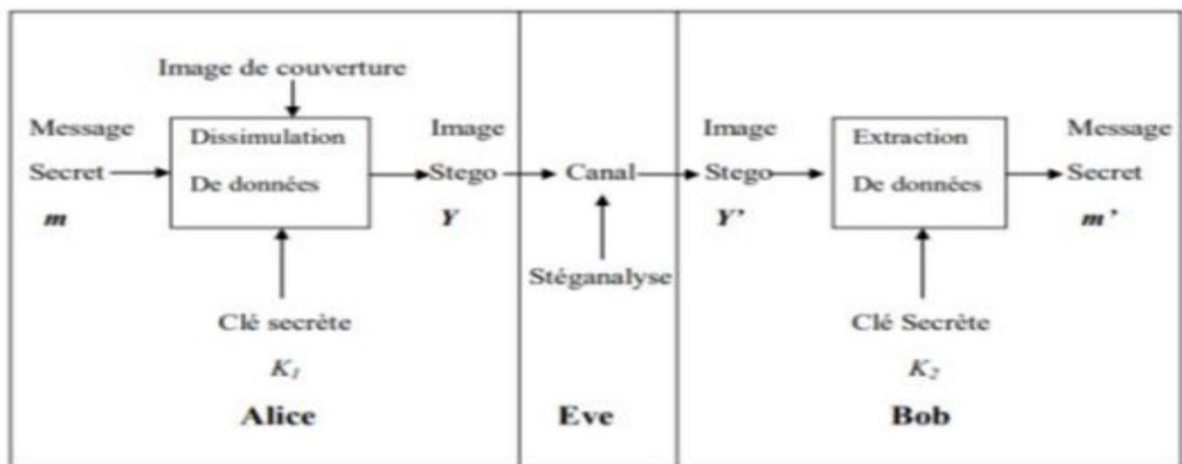 Image de couverture
Message
Secret
m
Dissimulation
De données
Image
Stego
Y
Clé secrète
K₁
Alice
Canal
Stéganalyse
Eve
Image
Stego
Y’
Extraction
De données
Message
Secret
m’
Clé Secrète
K₂
Bob